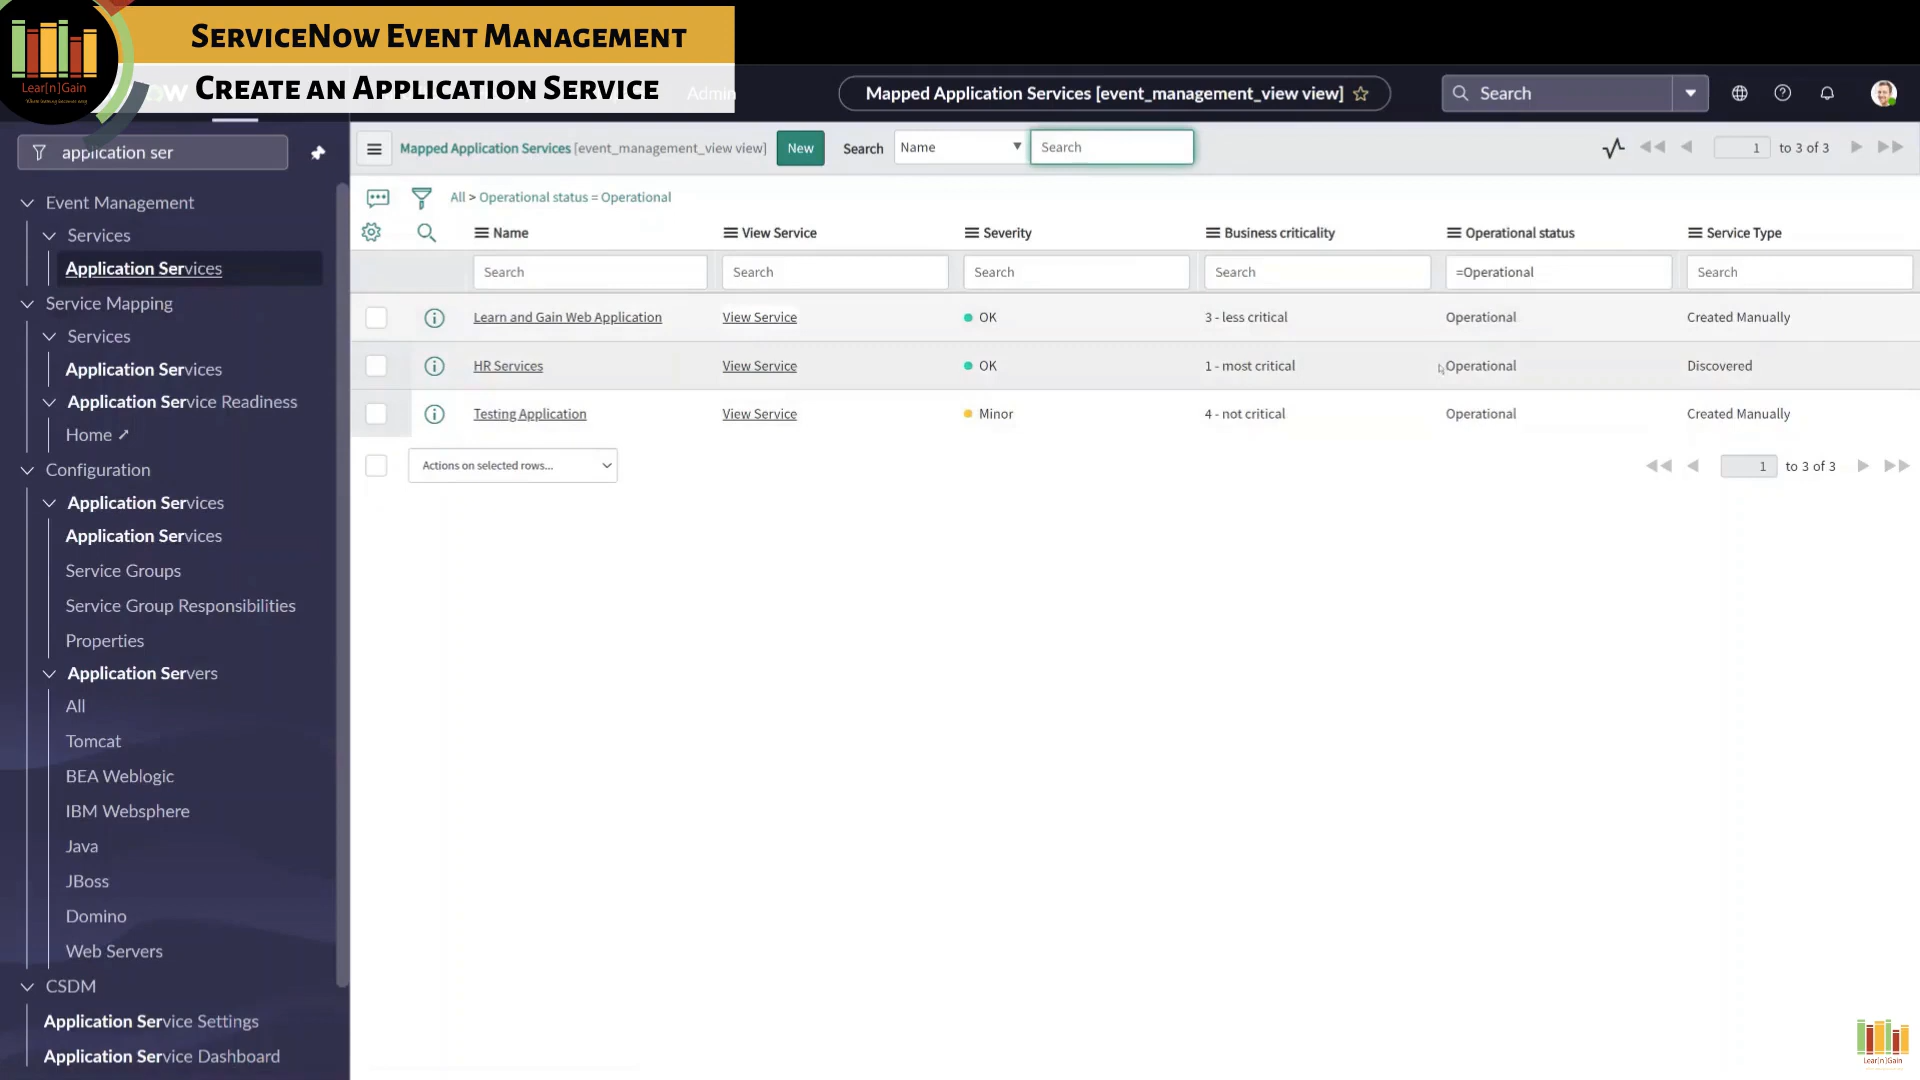 ServiceNow Event Management
Create an Application Service
Lear[n]Gain
Admin
Mapped Application Services [event_management_view view]
Search
application ser
Mapped Application Services [event_management_view view]
New
Search
Name
Search
1 to 3 of 3
All > Operational status = Operational
Name View Service Severity Business criticality Operational status Service Type
Search Search Search Search =Operational Search
Learn and Gain Web Application View Service OK 3 - less critical Operational Created Manually
HR Services View Service OK 1 - most critical Operational Discovered
Testing Application View Service Minor 4 - not critical Operational Created Manually
Actions on selected rows...
1 to 3 of 3
Event Management
Services
Application Services
Service Mapping
Services
Application Services
Application Service Readiness
Home
Configuration
Application Services
Application Services
Service Groups
Service Group Responsibilities
Properties
Application Servers
All
Tomcat
BEA Weblogic
IBM Websphere
Java
JBoss
Domino
Web Servers
CSDM
Application Service Settings
Application Service Dashboard
Lear[n]Gain